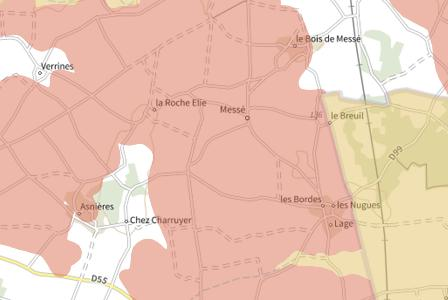 le Bois de Messé
Verrines
la Roche Elie
Messé
136
le Breuil
D99
les Bordes
les Nugues
Asnières
Chez Charruyer
Lage
D55